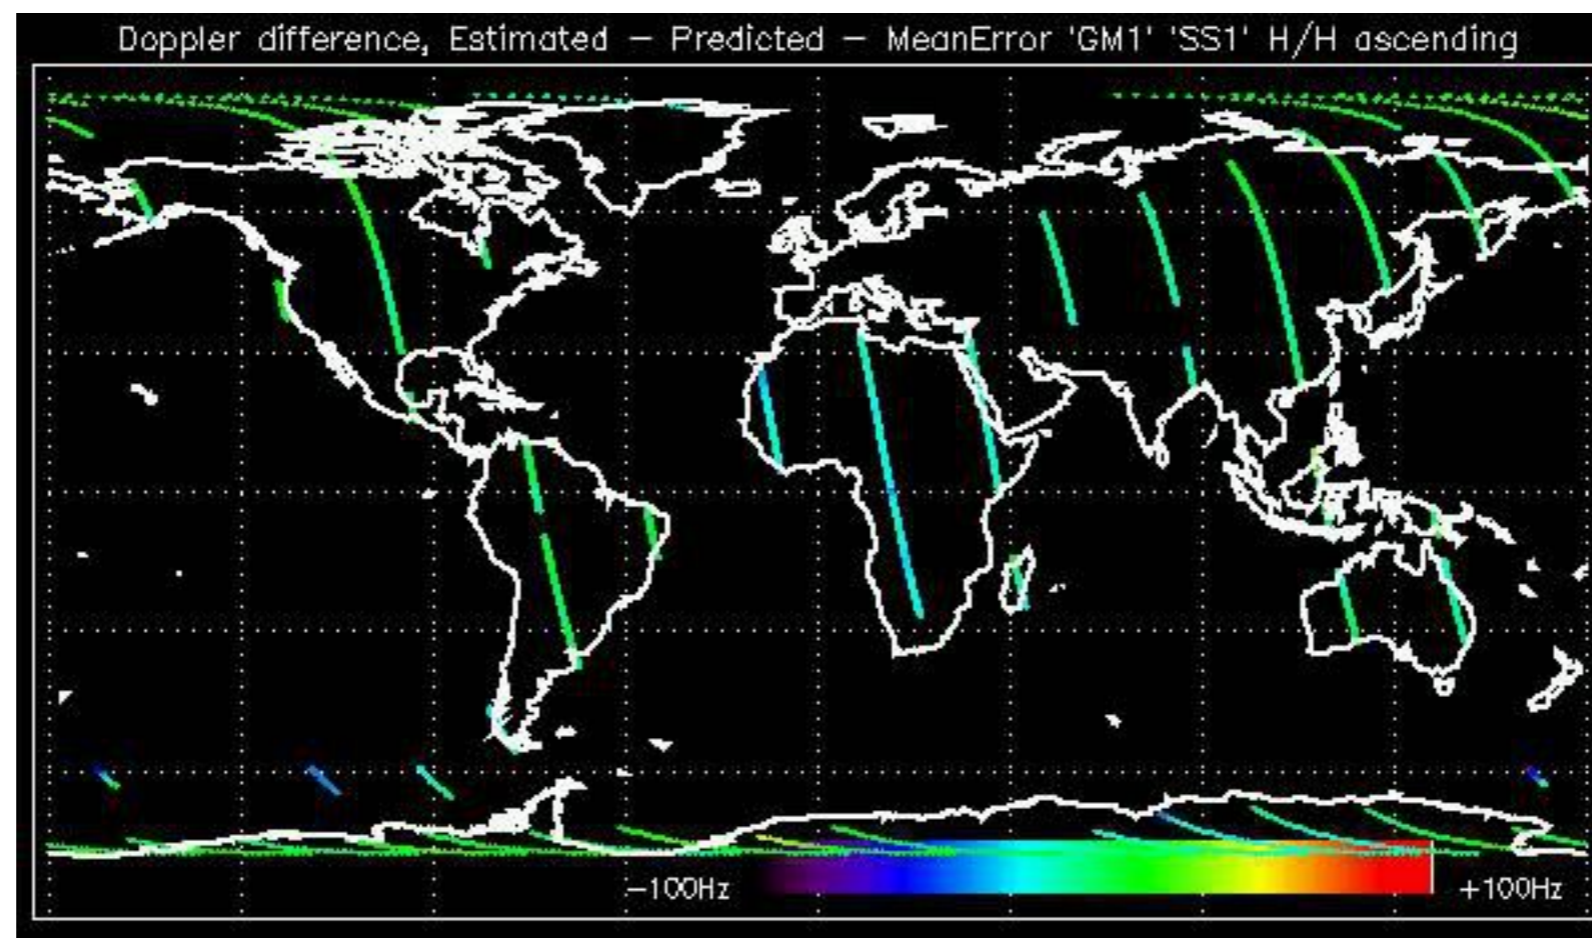 Doppler difference, Estimated – Predicted – MeanError 'GM1' 'SS1' H/H ascending
–100Hz
+100Hz